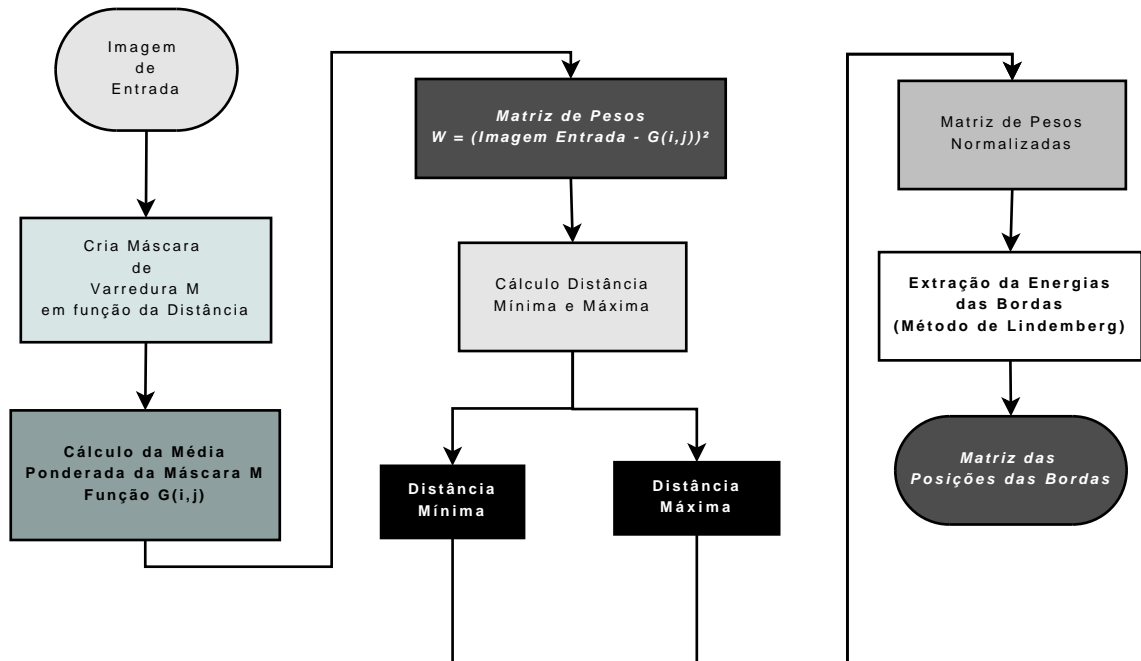 Imagem
de
Entrada
Cria Máscara
de
Varredura M
em função da Distância
Cálculo da Média
Ponderada da Máscara M
Função G(i,j)
Matriz de Pesos
W = (Imagem Entrada - G(i,j))²
Cálculo Distância
Mínima e Máxima
Distância
Mínima
Distância
Máxima
Matriz de Pesos
Normalizadas
Extração da Energias
das Bordas
(Método de Lindemberg)
Matriz das
Posições das Bordas